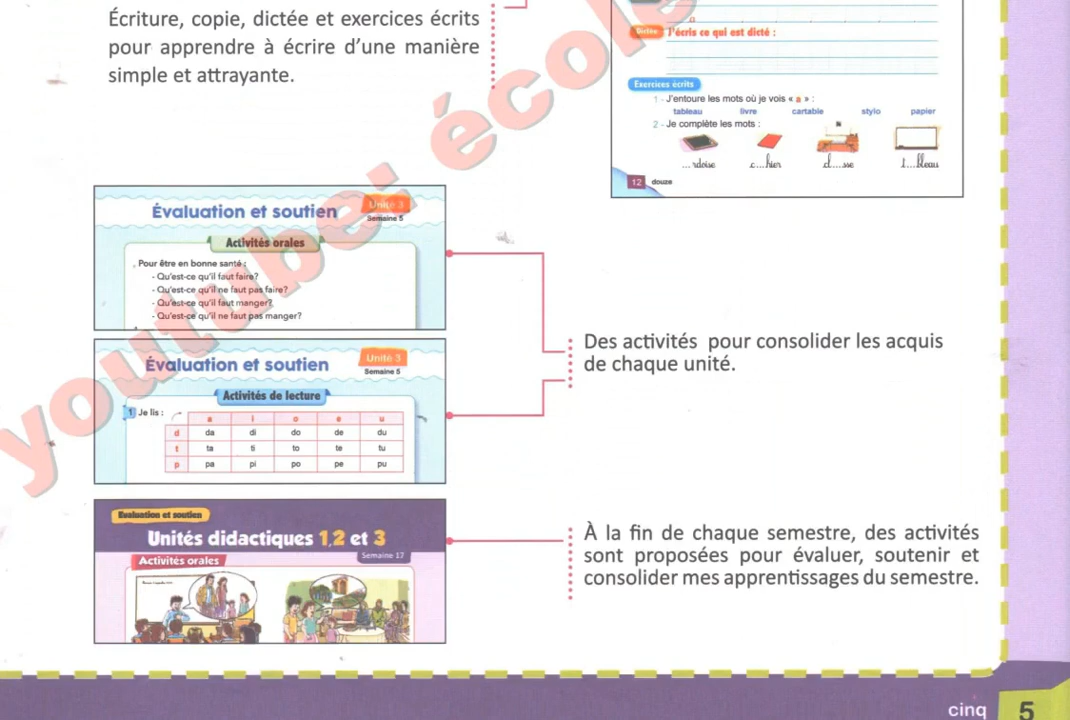 Écriture, copie, dictée et exercices écrits
pour apprendre à écrire d'une manière
simple et attrayante.
Dictée J'écris ce qui est dicté :
Exercices écrits
1 - J'entoure les mots où je vois « a » :
tableau livre cartable stylo papier
2 - Je complète les mots :
... rdoise c...hier cl...sse t...bleau
12 douze
youtube: école
Évaluation et soutien
Unité 3
Semaine 5
Activités orales
Pour être en bonne santé :
- Qu'est-ce qu'il faut faire?
- Qu'est-ce qu'il ne faut pas faire?
- Qu'est-ce qu'il faut manger?
- Qu'est-ce qu'il ne faut pas manger?
Des activités pour consolider les acquis
de chaque unité.
Évaluation et soutien
Unité 3
Semaine 5
Activités de lecture
1 Je lis :
a i o e u
d da di do de du
t ta ti to te tu
p pa pi po pe pu
Evaluation et soutien
Unités didactiques 1,2 et 3
Semaine 17
Activités orales
À la fin de chaque semestre, des activités
sont proposées pour évaluer, soutenir et
consolider mes apprentissages du semestre.
cinq 5